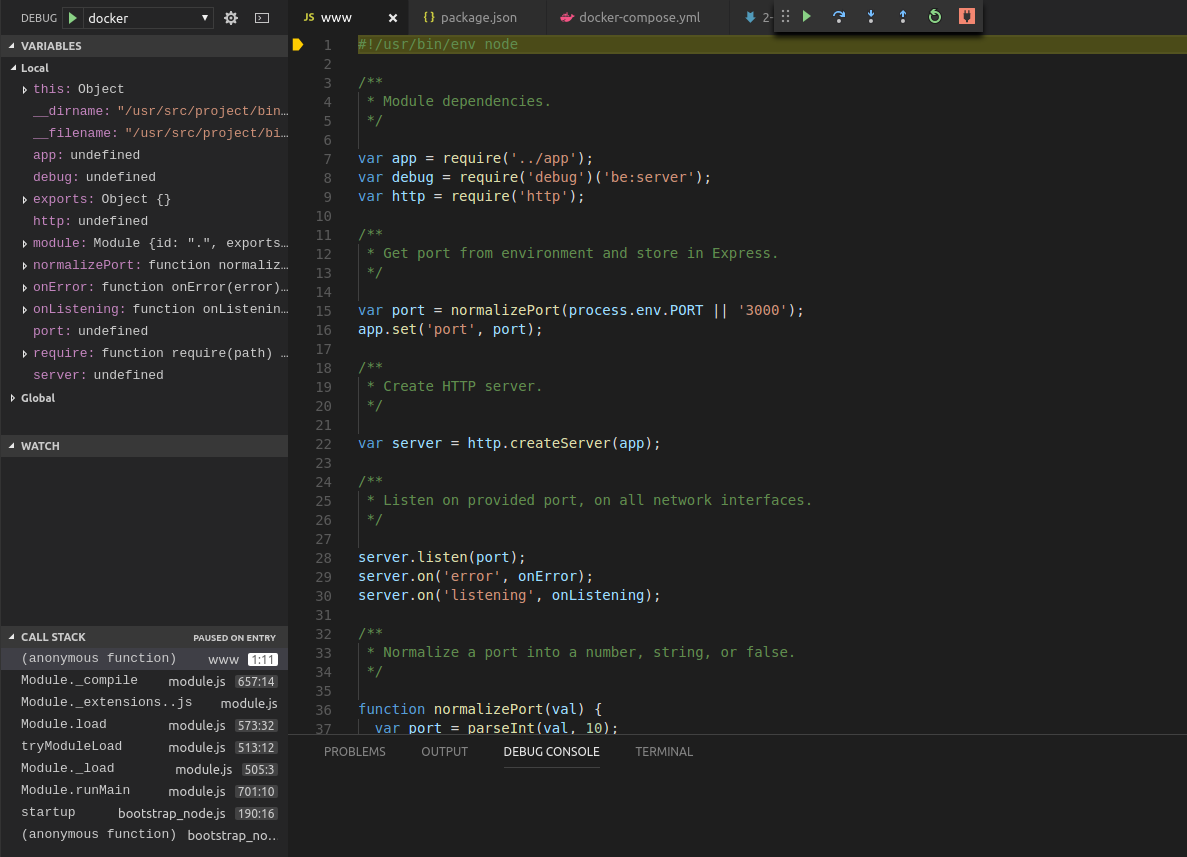 DEBUG docker
VARIABLES
Local
this: Object
__dirname: "/usr/src/project/bin…
__filename: "/usr/src/project/bi…
app: undefined
debug: undefined
exports: Object {}
http: undefined
module: Module {id: ".", exports…
normalizePort: function normaliz…
onError: function onError(error)…
onListening: function onListenin…
port: undefined
require: function require(path) …
server: undefined
Global
WATCH
CALL STACK PAUSED ON ENTRY
(anonymous function) www 1:11
Module._compile module.js 657:14
Module._extensions..js module.js
Module.load module.js 573:32
tryModuleLoad module.js 513:12
Module._load module.js 505:3
Module.runMain module.js 701:10
startup bootstrap_node.js 190:16
(anonymous function) bootstrap_no…
JS www × {} package.json docker-compose.yml 2-
1 #!/usr/bin/env node
2
3 /**
4  * Module dependencies.
5  */
6
7 var app = require('../app');
8 var debug = require('debug')('be:server');
9 var http = require('http');
10
11 /**
12  * Get port from environment and store in Express.
13  */
14
15 var port = normalizePort(process.env.PORT || '3000');
16 app.set('port', port);
17
18 /**
19  * Create HTTP server.
20  */
21
22 var server = http.createServer(app);
23
24 /**
25  * Listen on provided port, on all network interfaces.
26  */
27
28 server.listen(port);
29 server.on('error', onError);
30 server.on('listening', onListening);
31
32 /**
33  * Normalize a port into a number, string, or false.
34  */
35
36 function normalizePort(val) {
37   var port = parseInt(val, 10);
PROBLEMS OUTPUT DEBUG CONSOLE TERMINAL